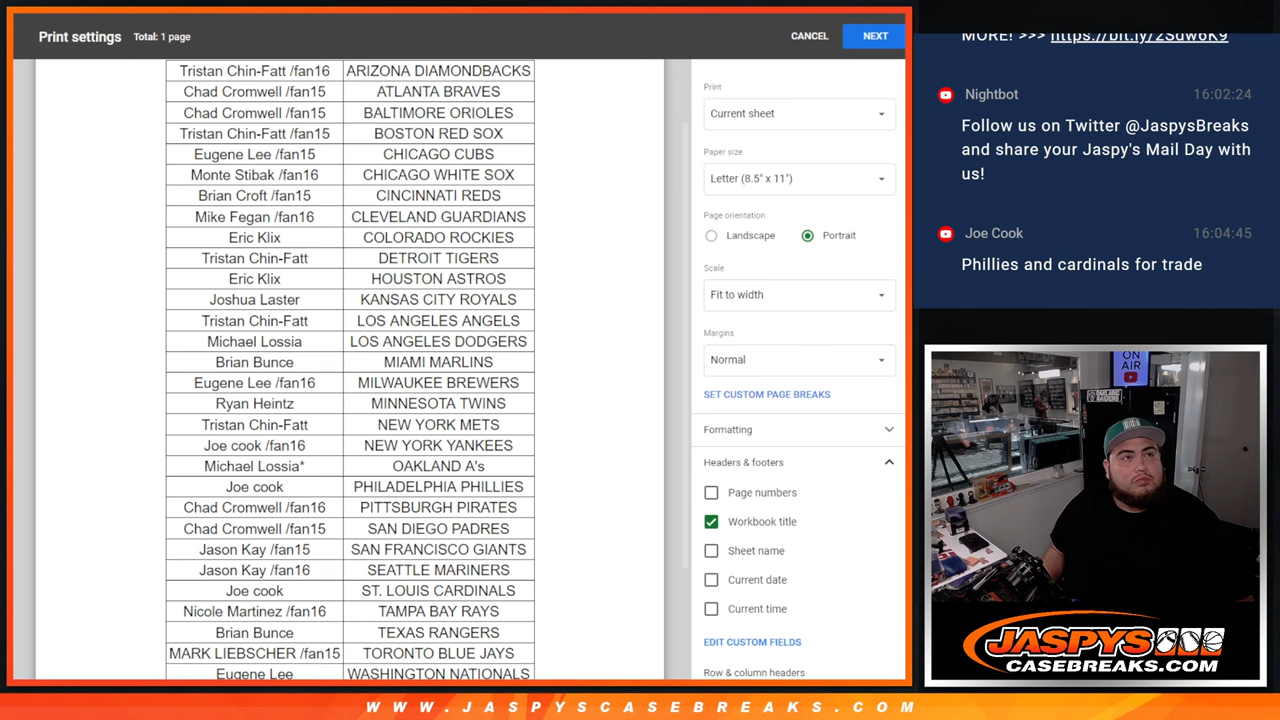 Print settings Total: 1 page CANCEL NEXT
Tristan Chin-Fatt /fan16 ARIZONA DIAMONDBACKS
Chad Cromwell /fan15 ATLANTA BRAVES
Chad Cromwell /fan15 BALTIMORE ORIOLES
Tristan Chin-Fatt /fan15 BOSTON RED SOX
Eugene Lee /fan15 CHICAGO CUBS
Monte Stibak /fan16 CHICAGO WHITE SOX
Brian Croft /fan15 CINCINNATI REDS
Mike Fegan /fan16 CLEVELAND GUARDIANS
Eric Klix COLORADO ROCKIES
Tristan Chin-Fatt DETROIT TIGERS
Eric Klix HOUSTON ASTROS
Joshua Laster KANSAS CITY ROYALS
Tristan Chin-Fatt LOS ANGELES ANGELS
Michael Lossia LOS ANGELES DODGERS
Brian Bunce MIAMI MARLINS
Eugene Lee /fan16 MILWAUKEE BREWERS
Ryan Heintz MINNESOTA TWINS
Tristan Chin-Fatt NEW YORK METS
Joe cook /fan16 NEW YORK YANKEES
Michael Lossia* OAKLAND A's
Joe cook PHILADELPHIA PHILLIES
Chad Cromwell /fan16 PITTSBURGH PIRATES
Chad Cromwell /fan15 SAN DIEGO PADRES
Jason Kay /fan15 SAN FRANCISCO GIANTS
Jason Kay /fan16 SEATTLE MARINERS
Joe cook ST. LOUIS CARDINALS
Nicole Martinez /fan16 TAMPA BAY RAYS
Brian Bunce TEXAS RANGERS
MARK LIEBSCHER /fan15 TORONTO BLUE JAYS
Eugene Lee WASHINGTON NATIONALS
Print
Current sheet
Paper size
Letter (8.5" x 11")
Page orientation
Landscape Portrait
Scale
Fit to width
Margins
Normal
SET CUSTOM PAGE BREAKS
Formatting
Headers & footers
Page numbers
Workbook title
Sheet name
Current date
Current time
EDIT CUSTOM FIELDS
Row & column headers
MORE! >>> https://bit.ly/2Sdw6K9
Nightbot 16:02:24
Follow us on Twitter @JaspysBreaks
and share your Jaspy's Mail Day with
us!
Joe Cook 16:04:45
Phillies and cardinals for trade
ON
AIR
JASPYS
CASEBREAKS.COM
WWW.JASPYSCASEBREAKS.COM